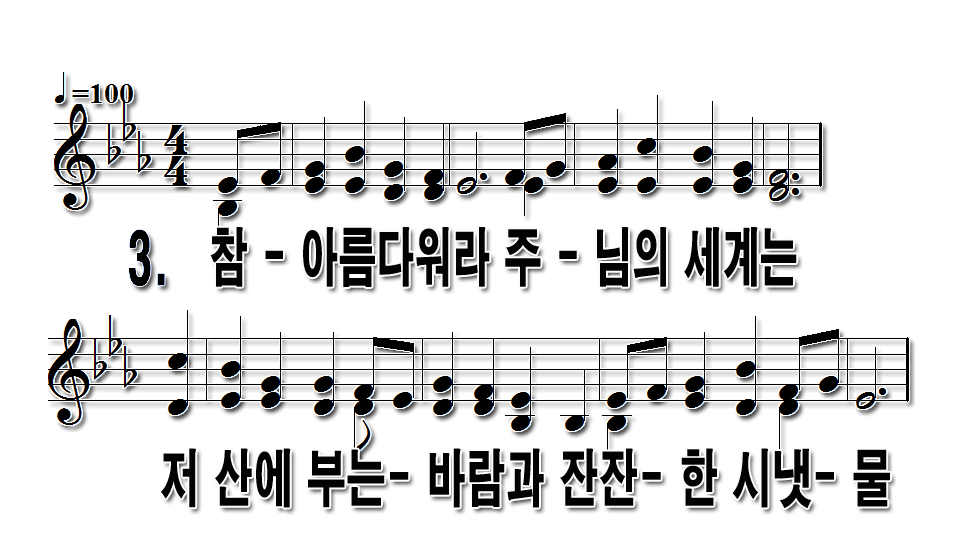 ♩=100
3. 참 - 아름다워라 주 - 님의 세계는
저 산에 부는- 바람과 잔잔- 한 시냇- 물